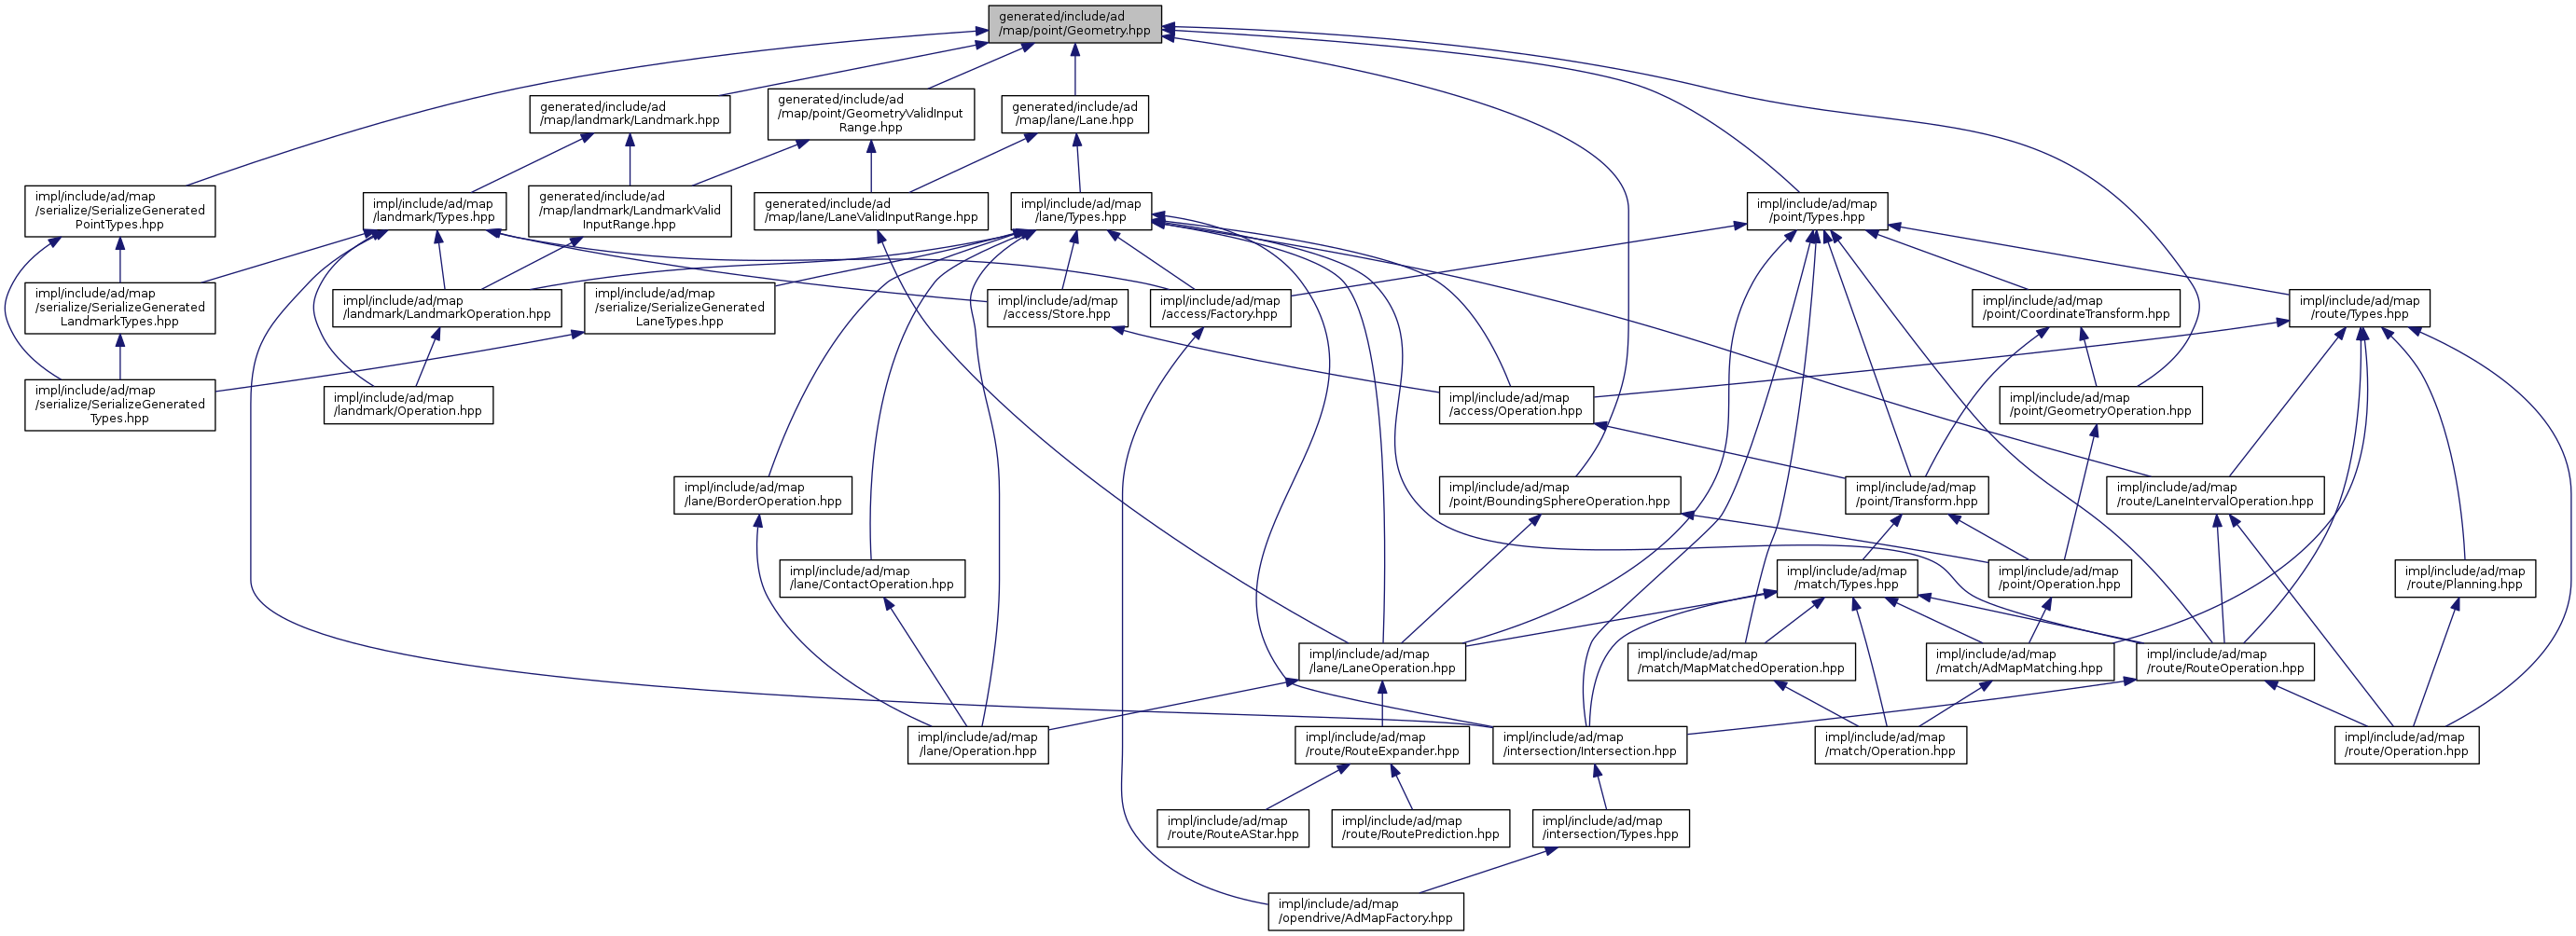 generated/include/ad
/map/point/Geometry.hpp
generated/include/ad
/map/landmark/Landmark.hpp
generated/include/ad
/map/point/GeometryValidInput
Range.hpp
generated/include/ad
/map/lane/Lane.hpp
impl/include/ad/map
/serialize/SerializeGenerated
PointTypes.hpp
impl/include/ad/map
/landmark/Types.hpp
generated/include/ad
/map/landmark/LandmarkValid
InputRange.hpp
generated/include/ad
/map/lane/LaneValidInputRange.hpp
impl/include/ad/map
/lane/Types.hpp
impl/include/ad/map
/point/Types.hpp
impl/include/ad/map
/serialize/SerializeGenerated
LandmarkTypes.hpp
impl/include/ad/map
/landmark/LandmarkOperation.hpp
impl/include/ad/map
/serialize/SerializeGenerated
LaneTypes.hpp
impl/include/ad/map
/access/Store.hpp
impl/include/ad/map
/access/Factory.hpp
impl/include/ad/map
/point/CoordinateTransform.hpp
impl/include/ad/map
/route/Types.hpp
impl/include/ad/map
/serialize/SerializeGenerated
Types.hpp
impl/include/ad/map
/landmark/Operation.hpp
impl/include/ad/map
/access/Operation.hpp
impl/include/ad/map
/point/GeometryOperation.hpp
impl/include/ad/map
/lane/BorderOperation.hpp
impl/include/ad/map
/point/BoundingSphereOperation.hpp
impl/include/ad/map
/point/Transform.hpp
impl/include/ad/map
/route/LaneIntervalOperation.hpp
impl/include/ad/map
/lane/ContactOperation.hpp
impl/include/ad/map
/match/Types.hpp
impl/include/ad/map
/point/Operation.hpp
impl/include/ad/map
/route/Planning.hpp
impl/include/ad/map
/lane/LaneOperation.hpp
impl/include/ad/map
/match/MapMatchedOperation.hpp
impl/include/ad/map
/match/AdMapMatching.hpp
impl/include/ad/map
/route/RouteOperation.hpp
impl/include/ad/map
/lane/Operation.hpp
impl/include/ad/map
/route/RouteExpander.hpp
impl/include/ad/map
/intersection/Intersection.hpp
impl/include/ad/map
/match/Operation.hpp
impl/include/ad/map
/route/Operation.hpp
impl/include/ad/map
/route/RouteAStar.hpp
impl/include/ad/map
/route/RoutePrediction.hpp
impl/include/ad/map
/intersection/Types.hpp
impl/include/ad/map
/opendrive/AdMapFactory.hpp